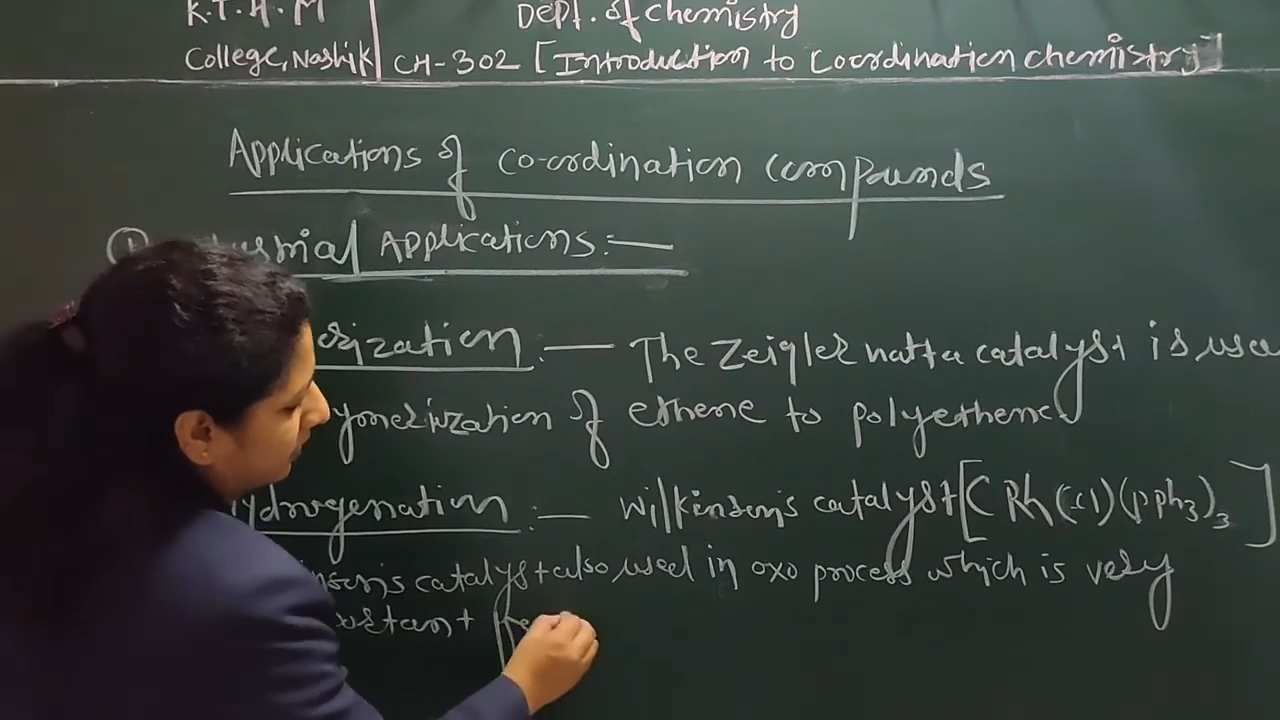 K.T.H.M Dept. of Chemistry
College, Nashik CH-302 [Introduction to Coordination chemistry]
Applications of co-ordination compounds
① Applications:—
:— The Zeigler natta catalyst is
of ethene to polyethene
:— Wilkinson's catalyst [C Rh(Cl)(pph3)3]
catalyst also used in oxo process which is very